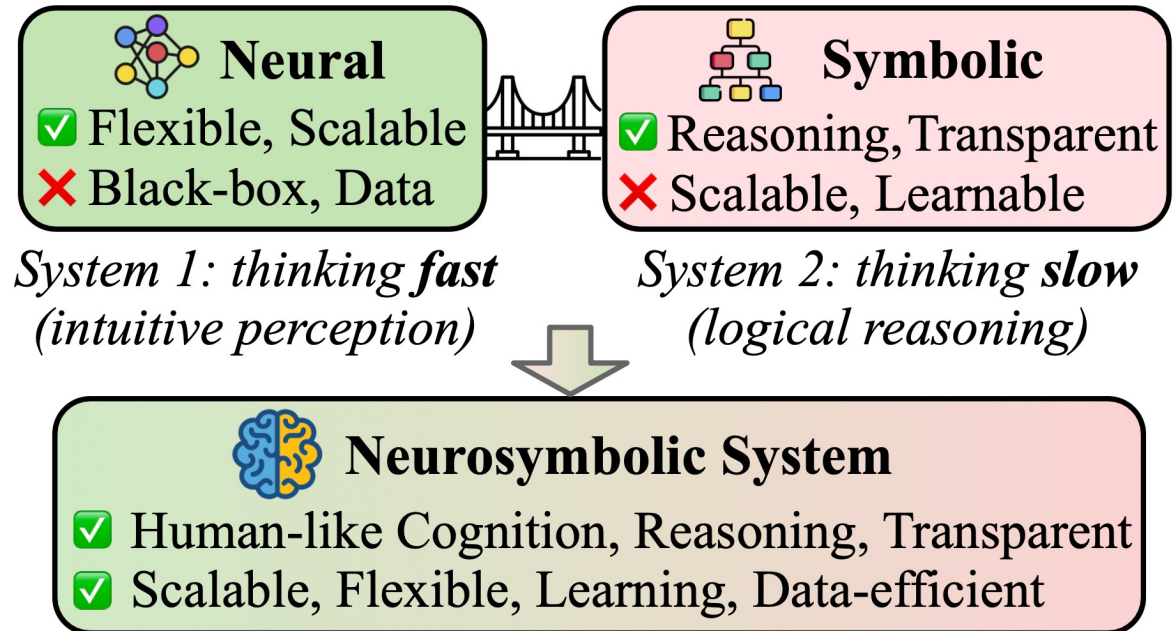 Neural
✅ Flexible, Scalable
❌ Black-box, Data
Symbolic
✅ Reasoning, Transparent
❌ Scalable, Learnable
System 1: thinking fast
(intuitive perception)
System 2: thinking slow
(logical reasoning)
Neurosymbolic System
✅ Human-like Cognition, Reasoning, Transparent
✅ Scalable, Flexible, Learning, Data-efficient